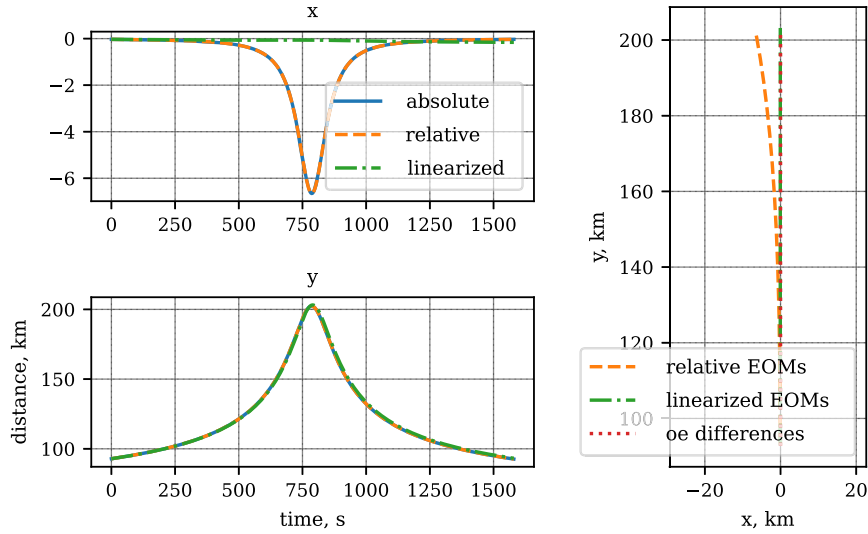 x
0
−2
−4
−6
absolute
relative
linearized
0 250 500 750 1000 1250 1500
y
distance, km
200
150
100
0 250 500 750 1000 1250 1500
time, s
y, km
200
180
160
140
120
100
relative EOMs
linearized EOMs
oe differences
−20 0 20
x, km